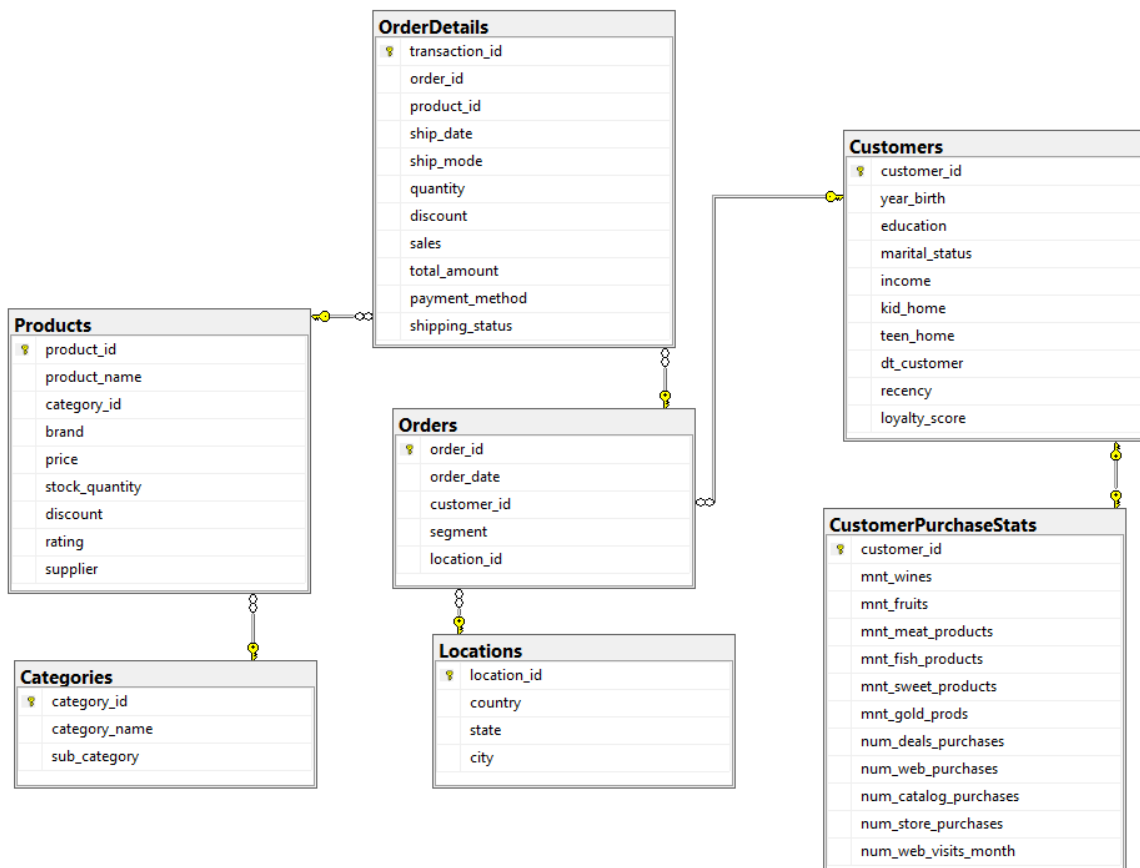 OrderDetails
transaction_id
order_id
product_id
ship_date
ship_mode
quantity
discount
sales
total_amount
payment_method
shipping_status
Customers
customer_id
year_birth
education
marital_status
income
kid_home
teen_home
dt_customer
recency
loyalty_score
Products
product_id
product_name
category_id
brand
price
stock_quantity
discount
rating
supplier
Orders
order_id
order_date
customer_id
segment
location_id
CustomerPurchaseStats
customer_id
mnt_wines
mnt_fruits
mnt_meat_products
mnt_fish_products
mnt_sweet_products
mnt_gold_prods
num_deals_purchases
num_web_purchases
num_catalog_purchases
num_store_purchases
num_web_visits_month
Categories
category_id
category_name
sub_category
Locations
location_id
country
state
city